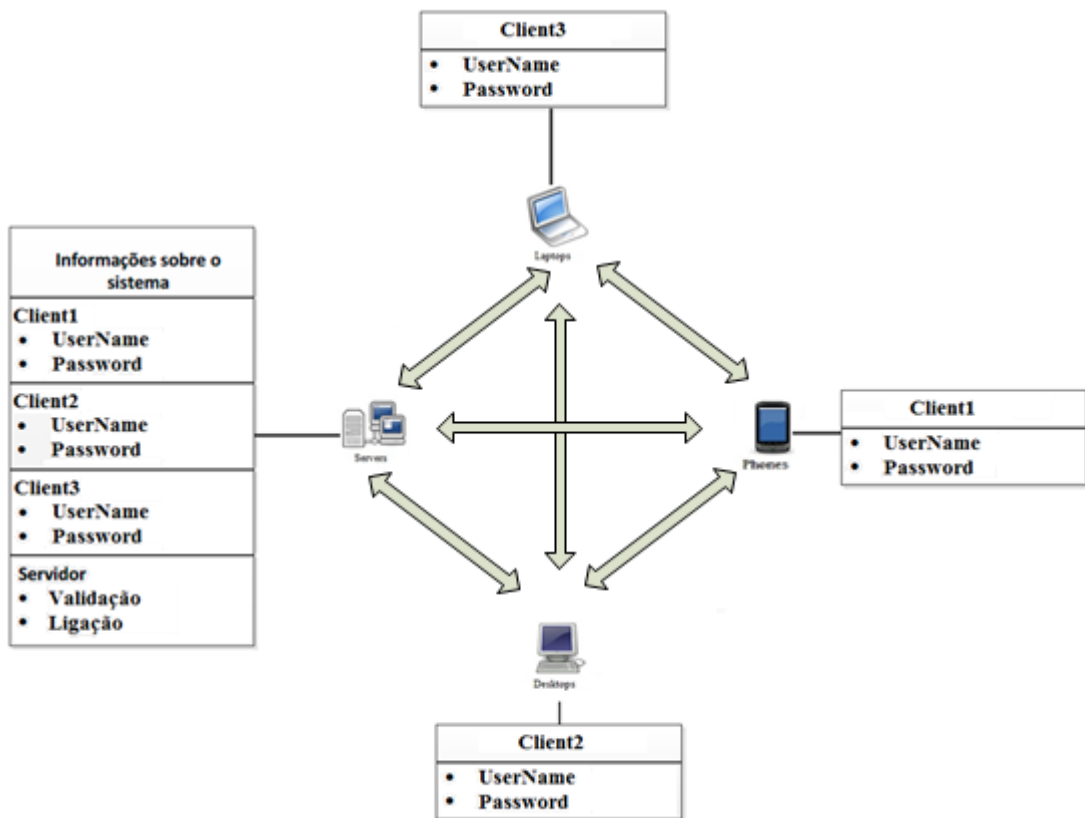 Client3
• UserName
• Password
Laptops
Informações sobre o
sistema
Client1
• UserName
• Password
Client2
• UserName
• Password
Client3
• UserName
• Password
Servidor
• Validação
• Ligação
Servers
Phones
Client1
• UserName
• Password
Desktops
Client2
• UserName
• Password